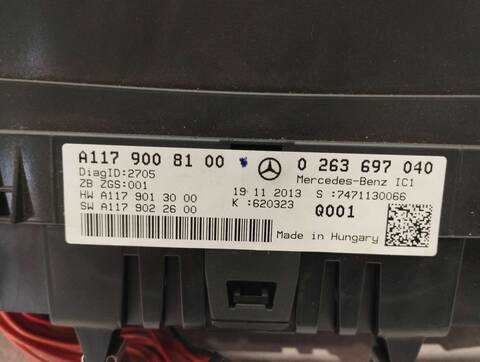 A117 900 81 00 0 263 697 040
DiagID:2705 Mercedes-Benz IC1
ZB ZGS:001 19 11 2013 S :7471130066
HW A117 901 30 00 K :620323 Q001
SW A117 902 26 00
Made in Hungary